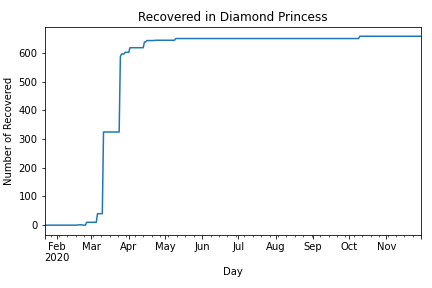 Recovered in Diamond Princess
Number of Recovered
600
500
400
300
200
100
0
Feb Mar Apr May Jun Jul Aug Sep Oct Nov
2020
Day